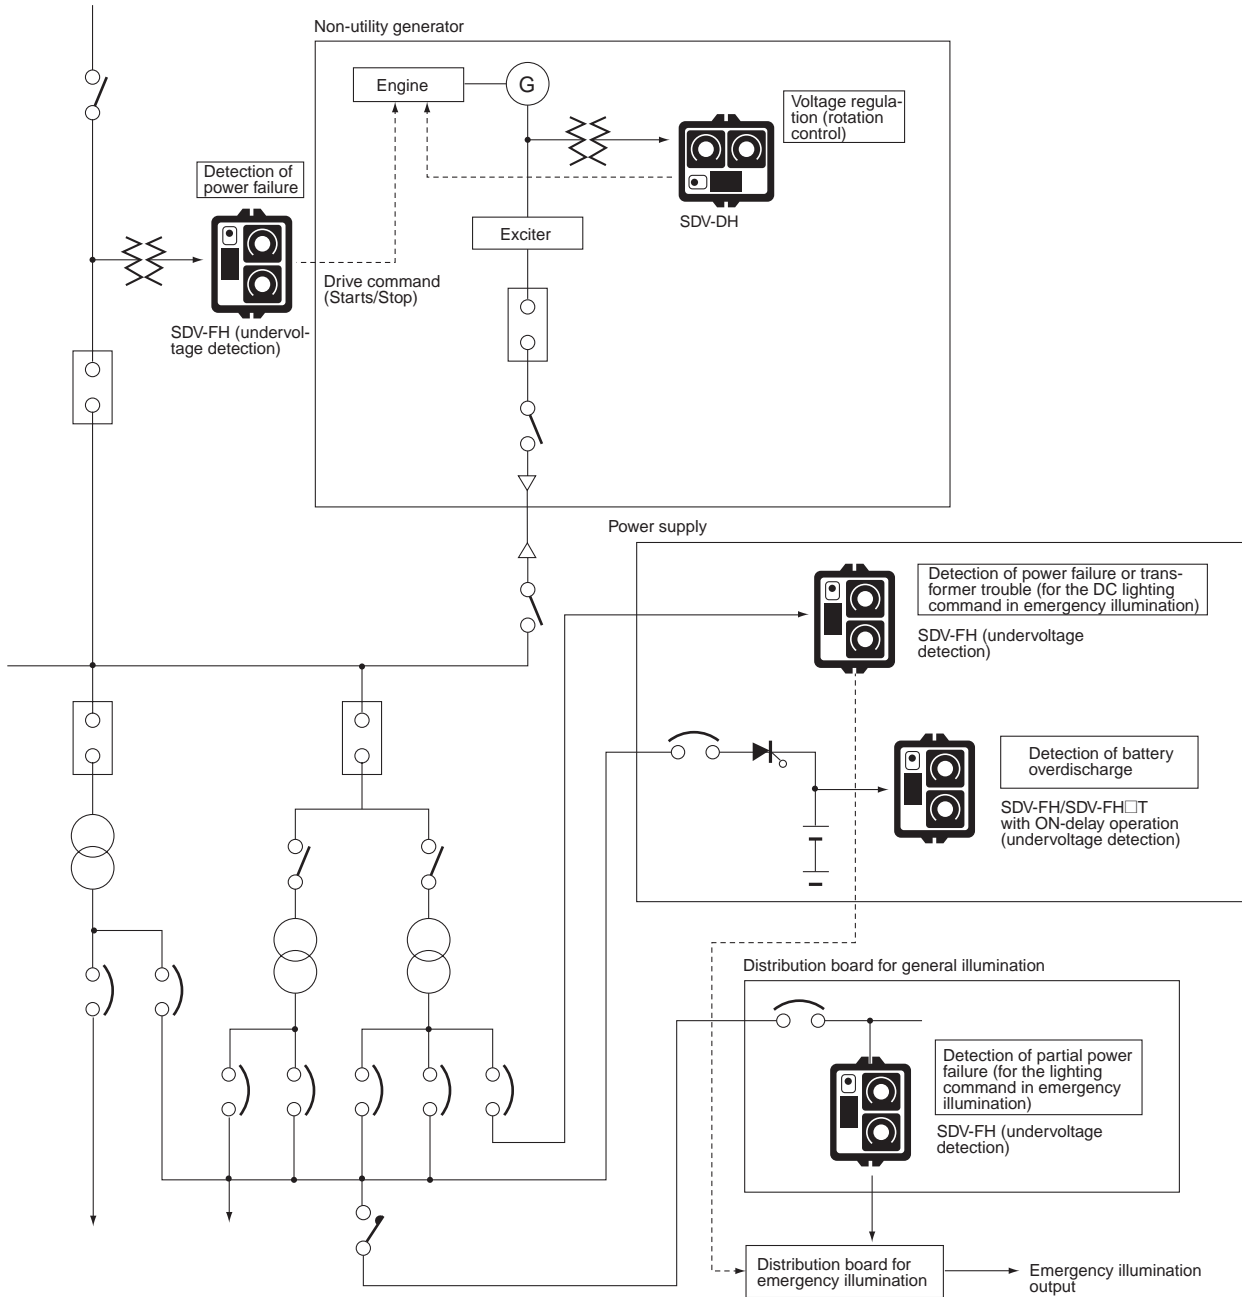 Non-utility generator
Engine
G
Voltage regula-
tion (rotation
control)
SDV-DH
Detection of
power failure
Exciter
Drive command
(Starts/Stop)
SDV-FH (undervol-
tage detection)
Power supply
Detection of power failure or trans-
former trouble (for the DC lighting
command in emergency illumination)
SDV-FH (undervoltage
detection)
Detection of battery
overdischarge
SDV-FH/SDV-FH□T
with ON-delay operation
(undervoltage detection)
Distribution board for general illumination
Detection of partial power
failure (for the lighting
command in emergency
illumination)
SDV-FH (undervoltage
detection)
Distribution board for
emergency illumination
Emergency illumination
output